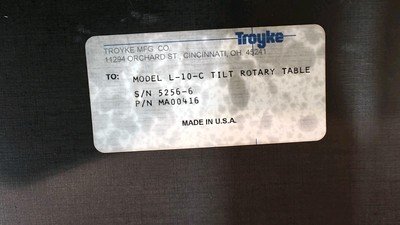 Troyke
TROYKE MFG. CO.
11294 ORCHARD ST., CINCINNATI, OH. 45241
TO: MODEL L-10-C TILT ROTARY TABLE
S/N 5256-6
P/N MA00416
MADE IN U.S.A.